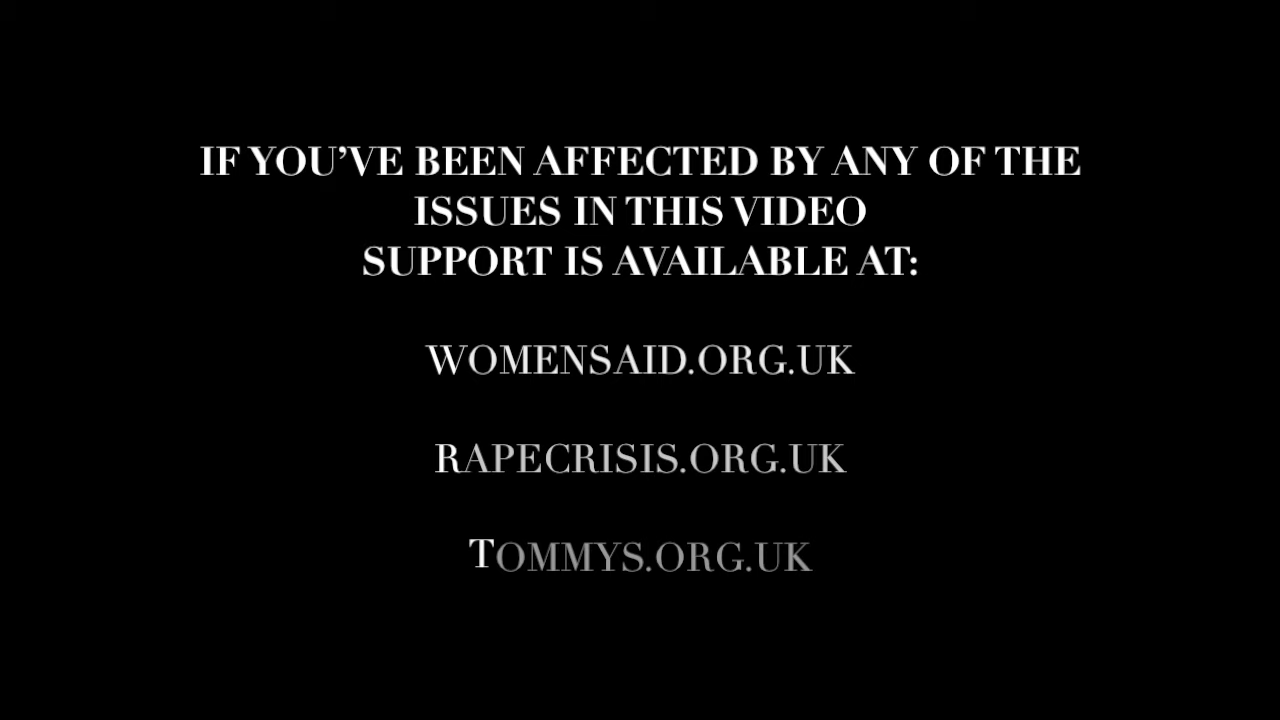 IF YOU’VE BEEN AFFECTED BY ANY OF THE
ISSUES IN THIS VIDEO
SUPPORT IS AVAILABLE AT:
WOMENSAID.ORG.UK
RAPECRISIS.ORG.UK
TOMMYS.ORG.UK